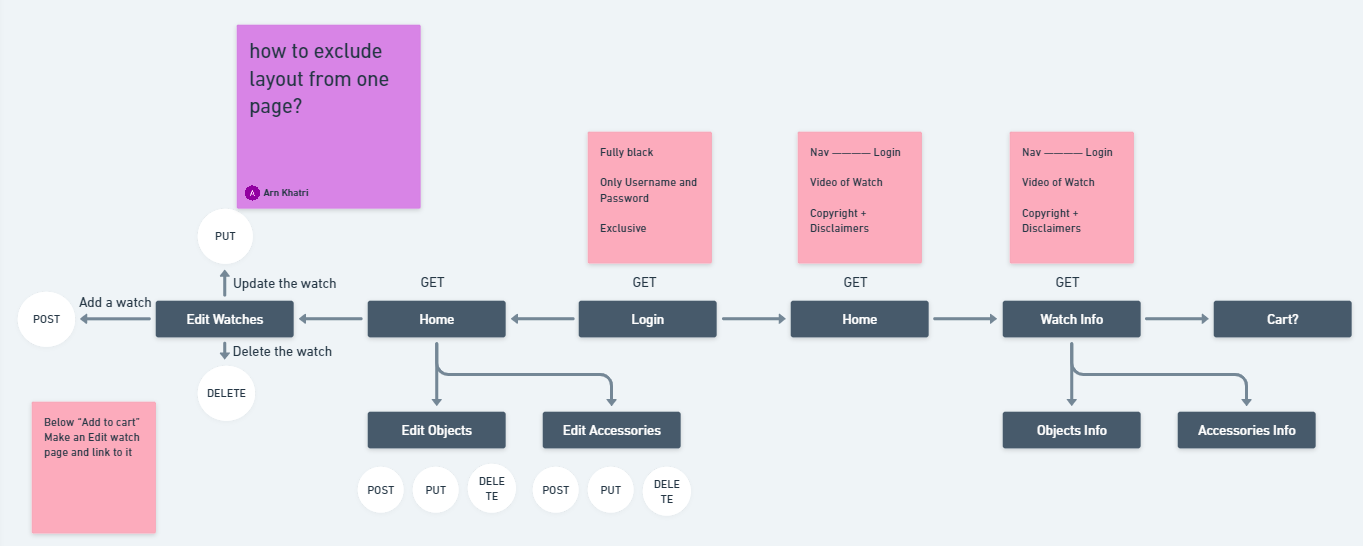 how to exclude
layout from one
page?
A Arn Khatri
Fully black
Only Username and
Password
Exclusive
Nav ———— Login
Video of Watch
Copyright +
Disclaimers
Nav ———— Login
Video of Watch
Copyright +
Disclaimers
PUT
Update the watch
GET
GET
GET
GET
POST
Add a watch
Edit Watches
Home
Login
Home
Watch Info
Cart?
Delete the watch
DELETE
Below “Add to cart”
Make an Edit watch
page and link to it
Edit Objects
Edit Accessories
Objects Info
Accessories Info
POST
PUT
DELE
TE
POST
PUT
DELE
TE